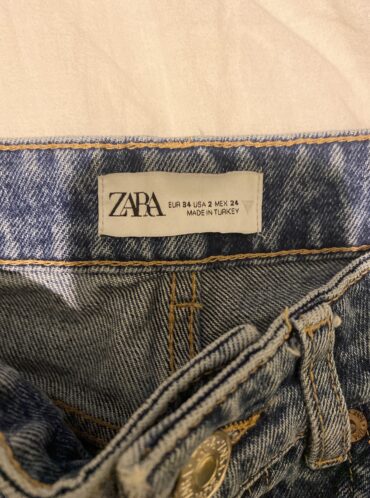 ZARA
EUR 34 USA 2 MEX 24
MADE IN TURKEY